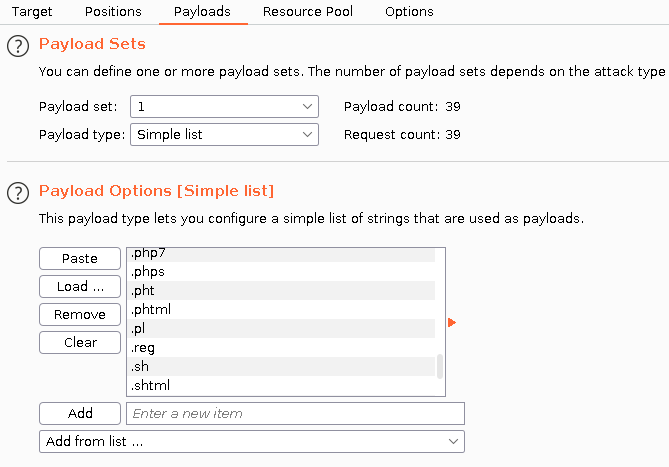 Target Positions Payloads Resource Pool Options
? Payload Sets
You can define one or more payload sets. The number of payload sets depends on the attack type
Payload set: 1 Payload count: 39
Payload type: Simple list Request count: 39
? Payload Options [Simple list]
This payload type lets you configure a simple list of strings that are used as payloads.
Paste
Load ...
Remove
Clear
.php7
.phps
.pht
.phtml
.pl
.reg
.sh
.shtml
Add Enter a new item
Add from list ...